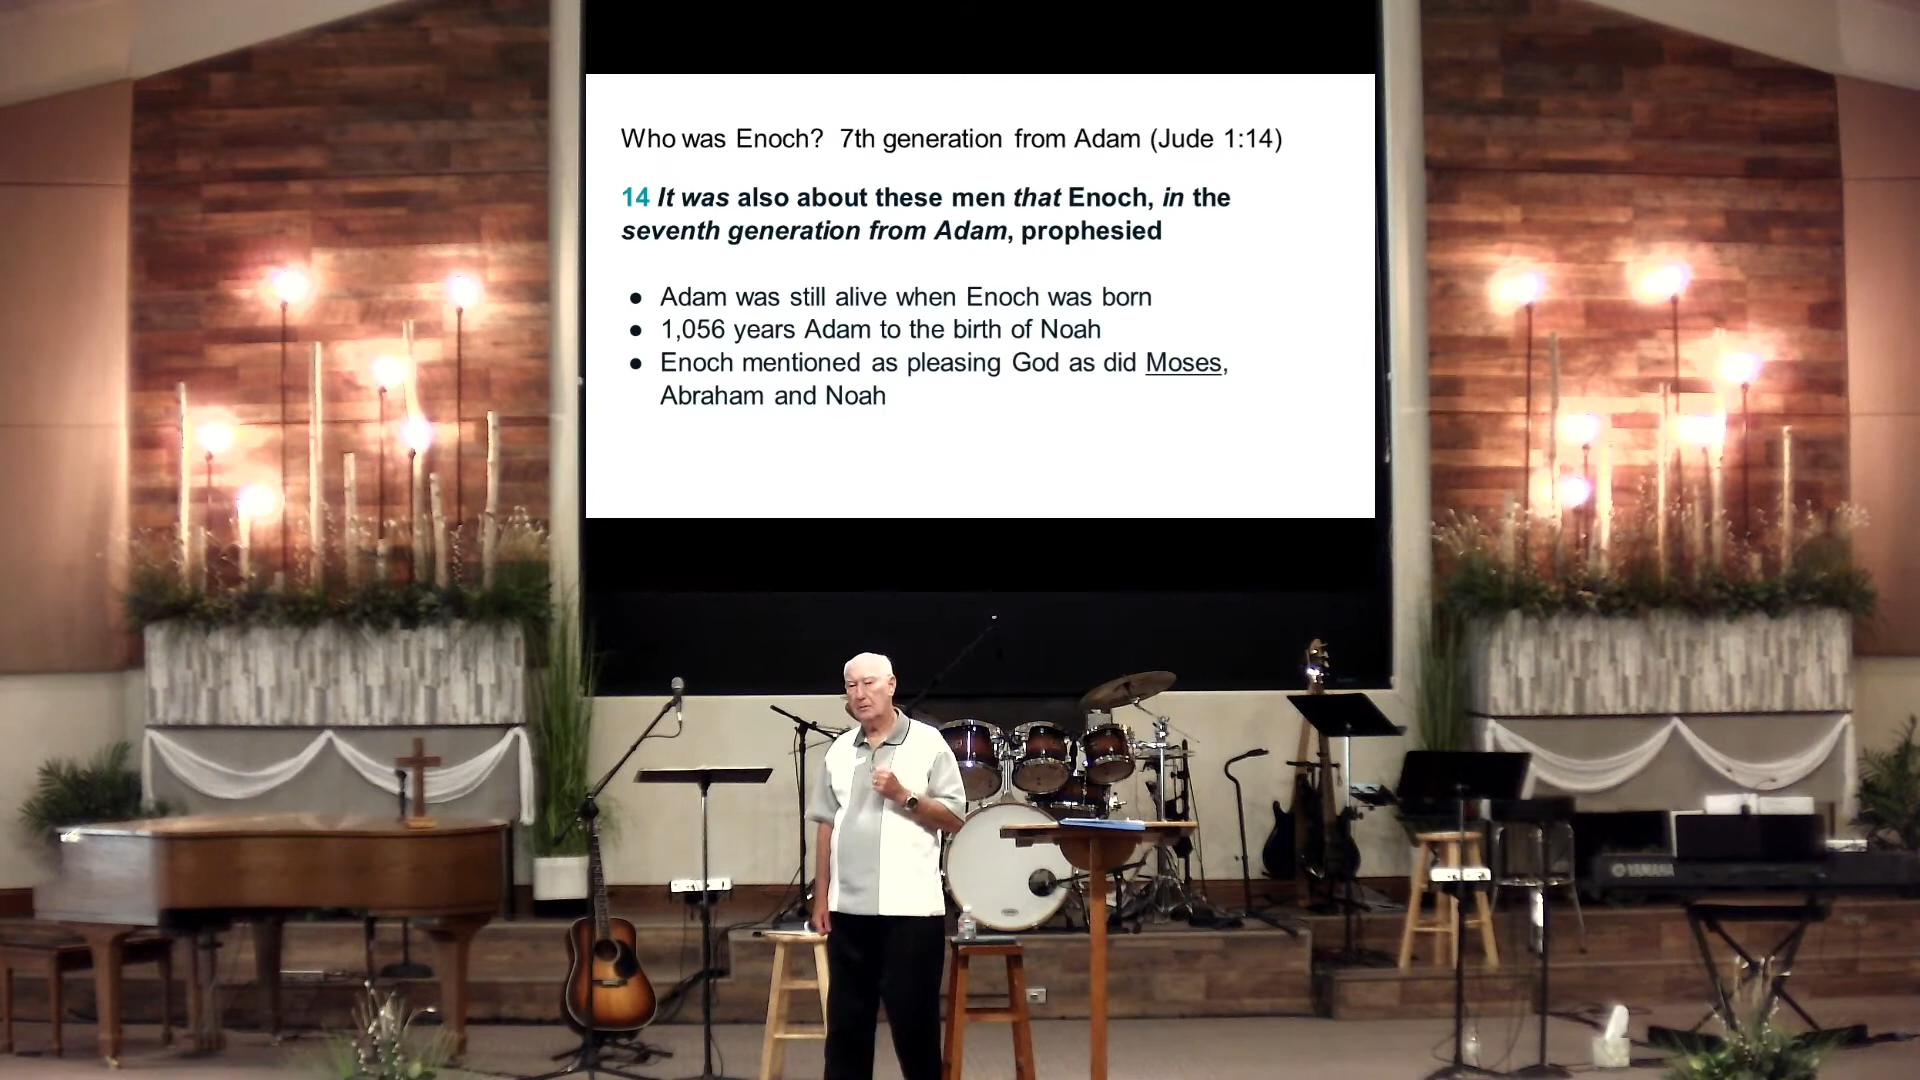 Who was Enoch? 7th generation from Adam (Jude 1:14)
14 It was also about these men that Enoch, in the
seventh generation from Adam, prophesied
● Adam was still alive when Enoch was born
● 1,056 years Adam to the birth of Noah
● Enoch mentioned as pleasing God as did Moses,
Abraham and Noah
YAMAHA